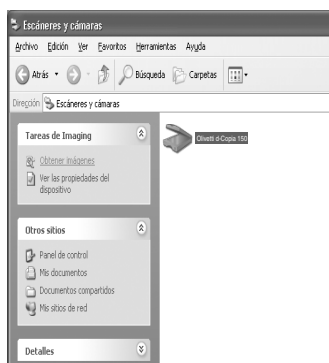 Escáneres y cámaras
Archivo Edición Ver Favoritos Herramientas Ayuda
Atrás Búsqueda Carpetas
Dirección Escáneres y cámaras
Tareas de Imaging
Obtener imágenes
Ver las propiedades del
dispositivo
Otros sitios
Panel de control
Mis documentos
Documentos compartidos
Mis sitios de red
Detalles
Olivetti d-Copia 150